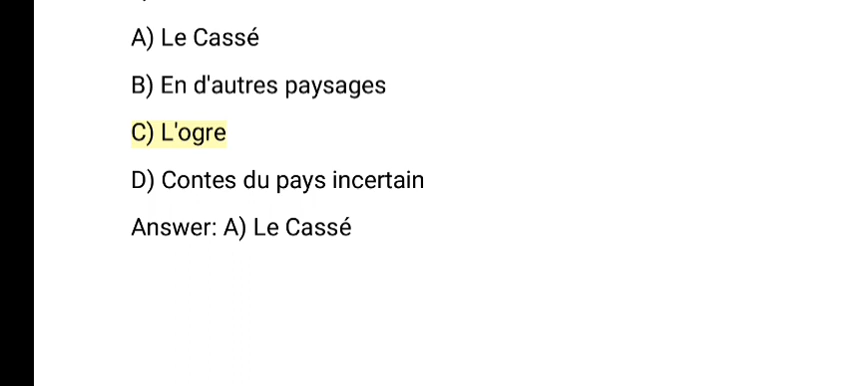 A) Le Cassé
B) En d'autres paysages
C) L'ogre
D) Contes du pays incertain
Answer: A) Le Cassé